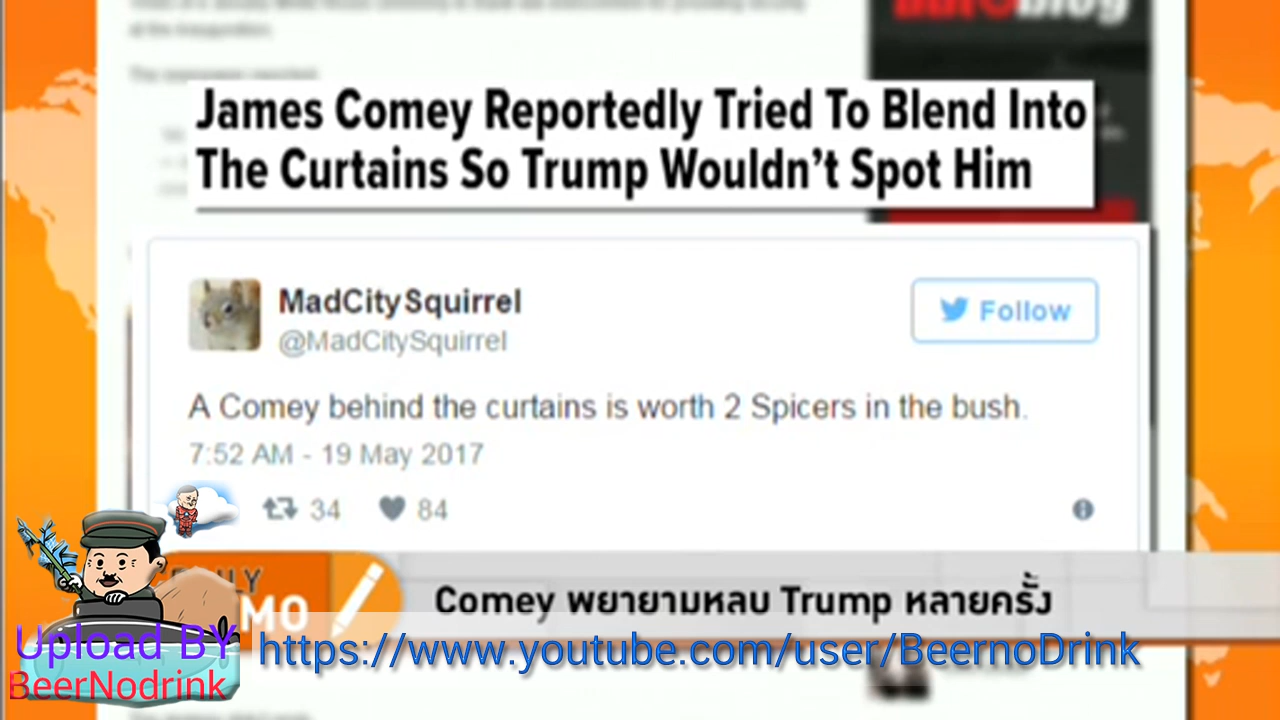 autoblog
James Comey Reportedly Tried To Blend Into
The Curtains So Trump Wouldn't Spot Him
MadCitySquirrel
Follow
@MadCitySquirrel
A Comey behind the curtains is worth 2 Spicers in the bush.
7:52 AM - 19 May 2017
34 84
Comey พยายามหลบ Trump หลายครั้ง
Upload BY
https://www.youtube.com/user/BeernoDrink
BeerNodrink